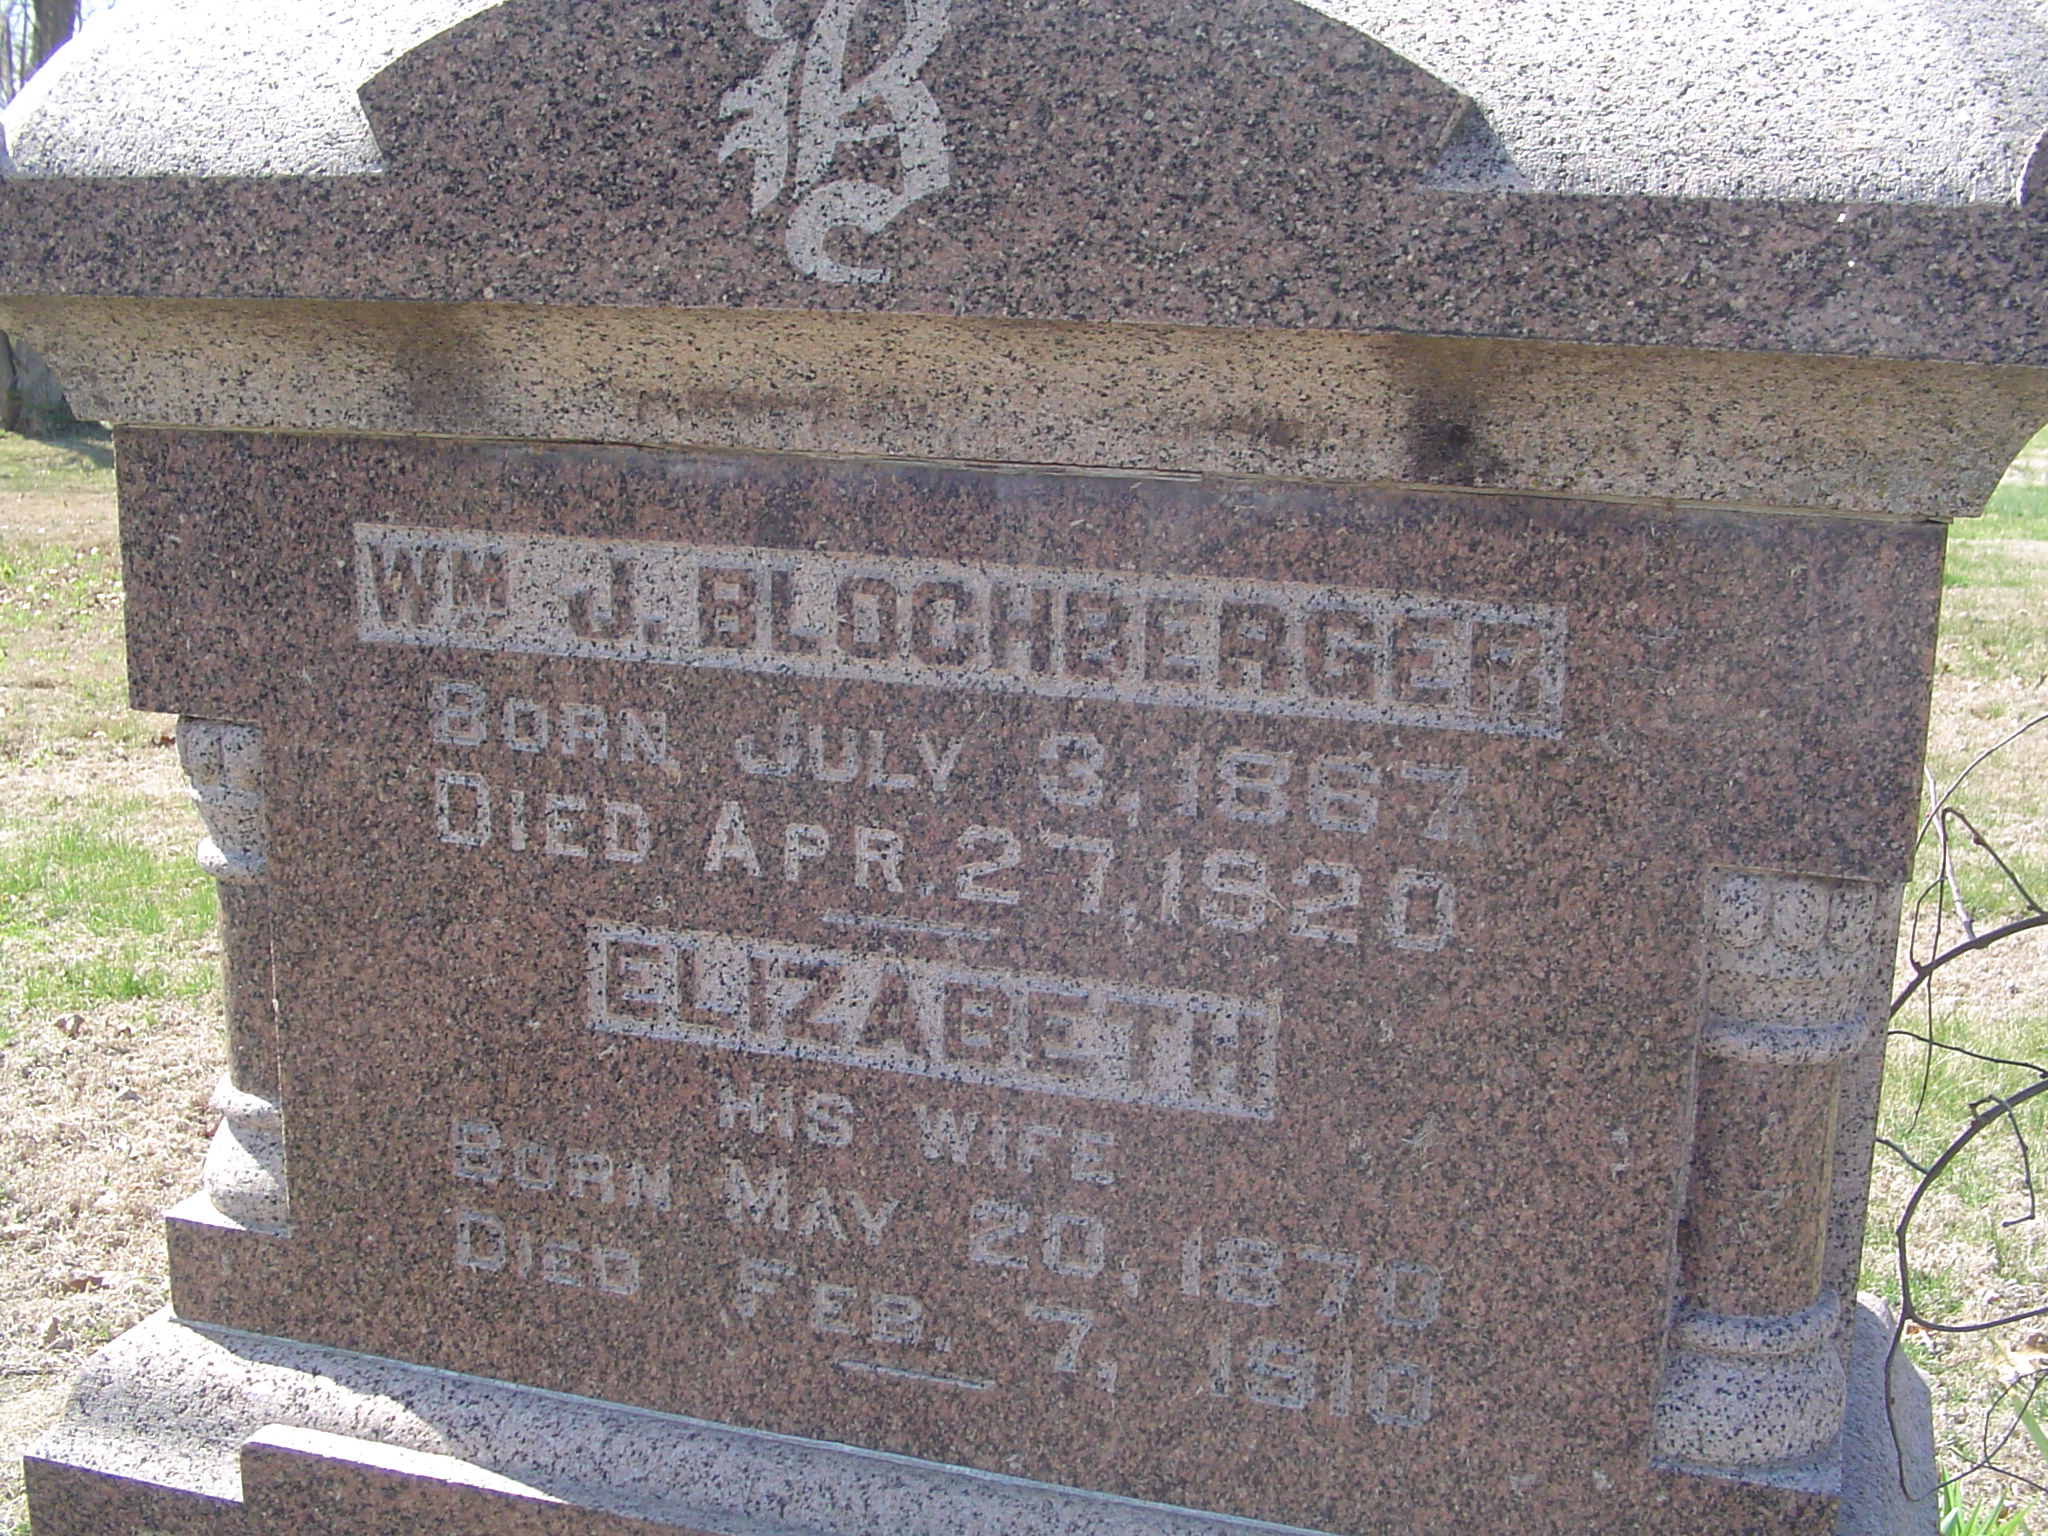 B
WM J. BLOCHBERGER
BORN JULY 3, 1867
DIED APR. 27, 1920
ELIZABETH
HIS WIFE
BORN MAY 20, 1870
DIED FEB. 7, 1910